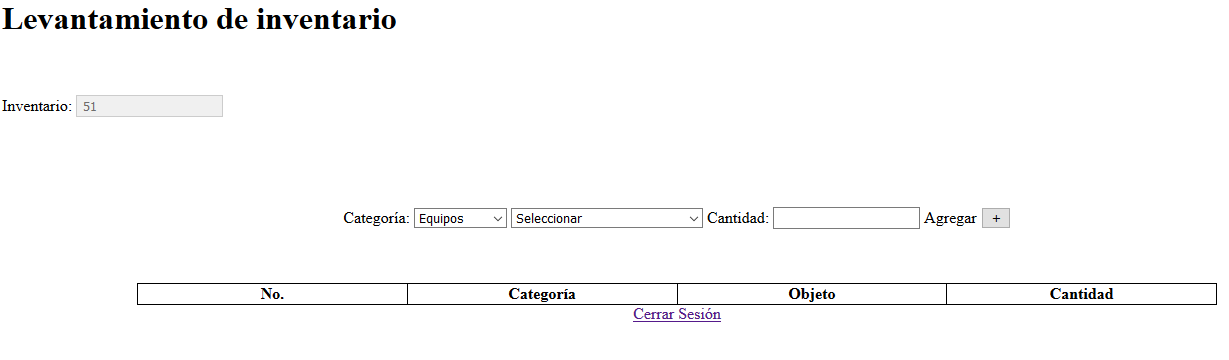 Levantamiento de inventario
Inventario: 51
Categoría: Equipos Seleccionar Cantidad: Agregar +
No. Categoría Objeto Cantidad
Cerrar Sesión